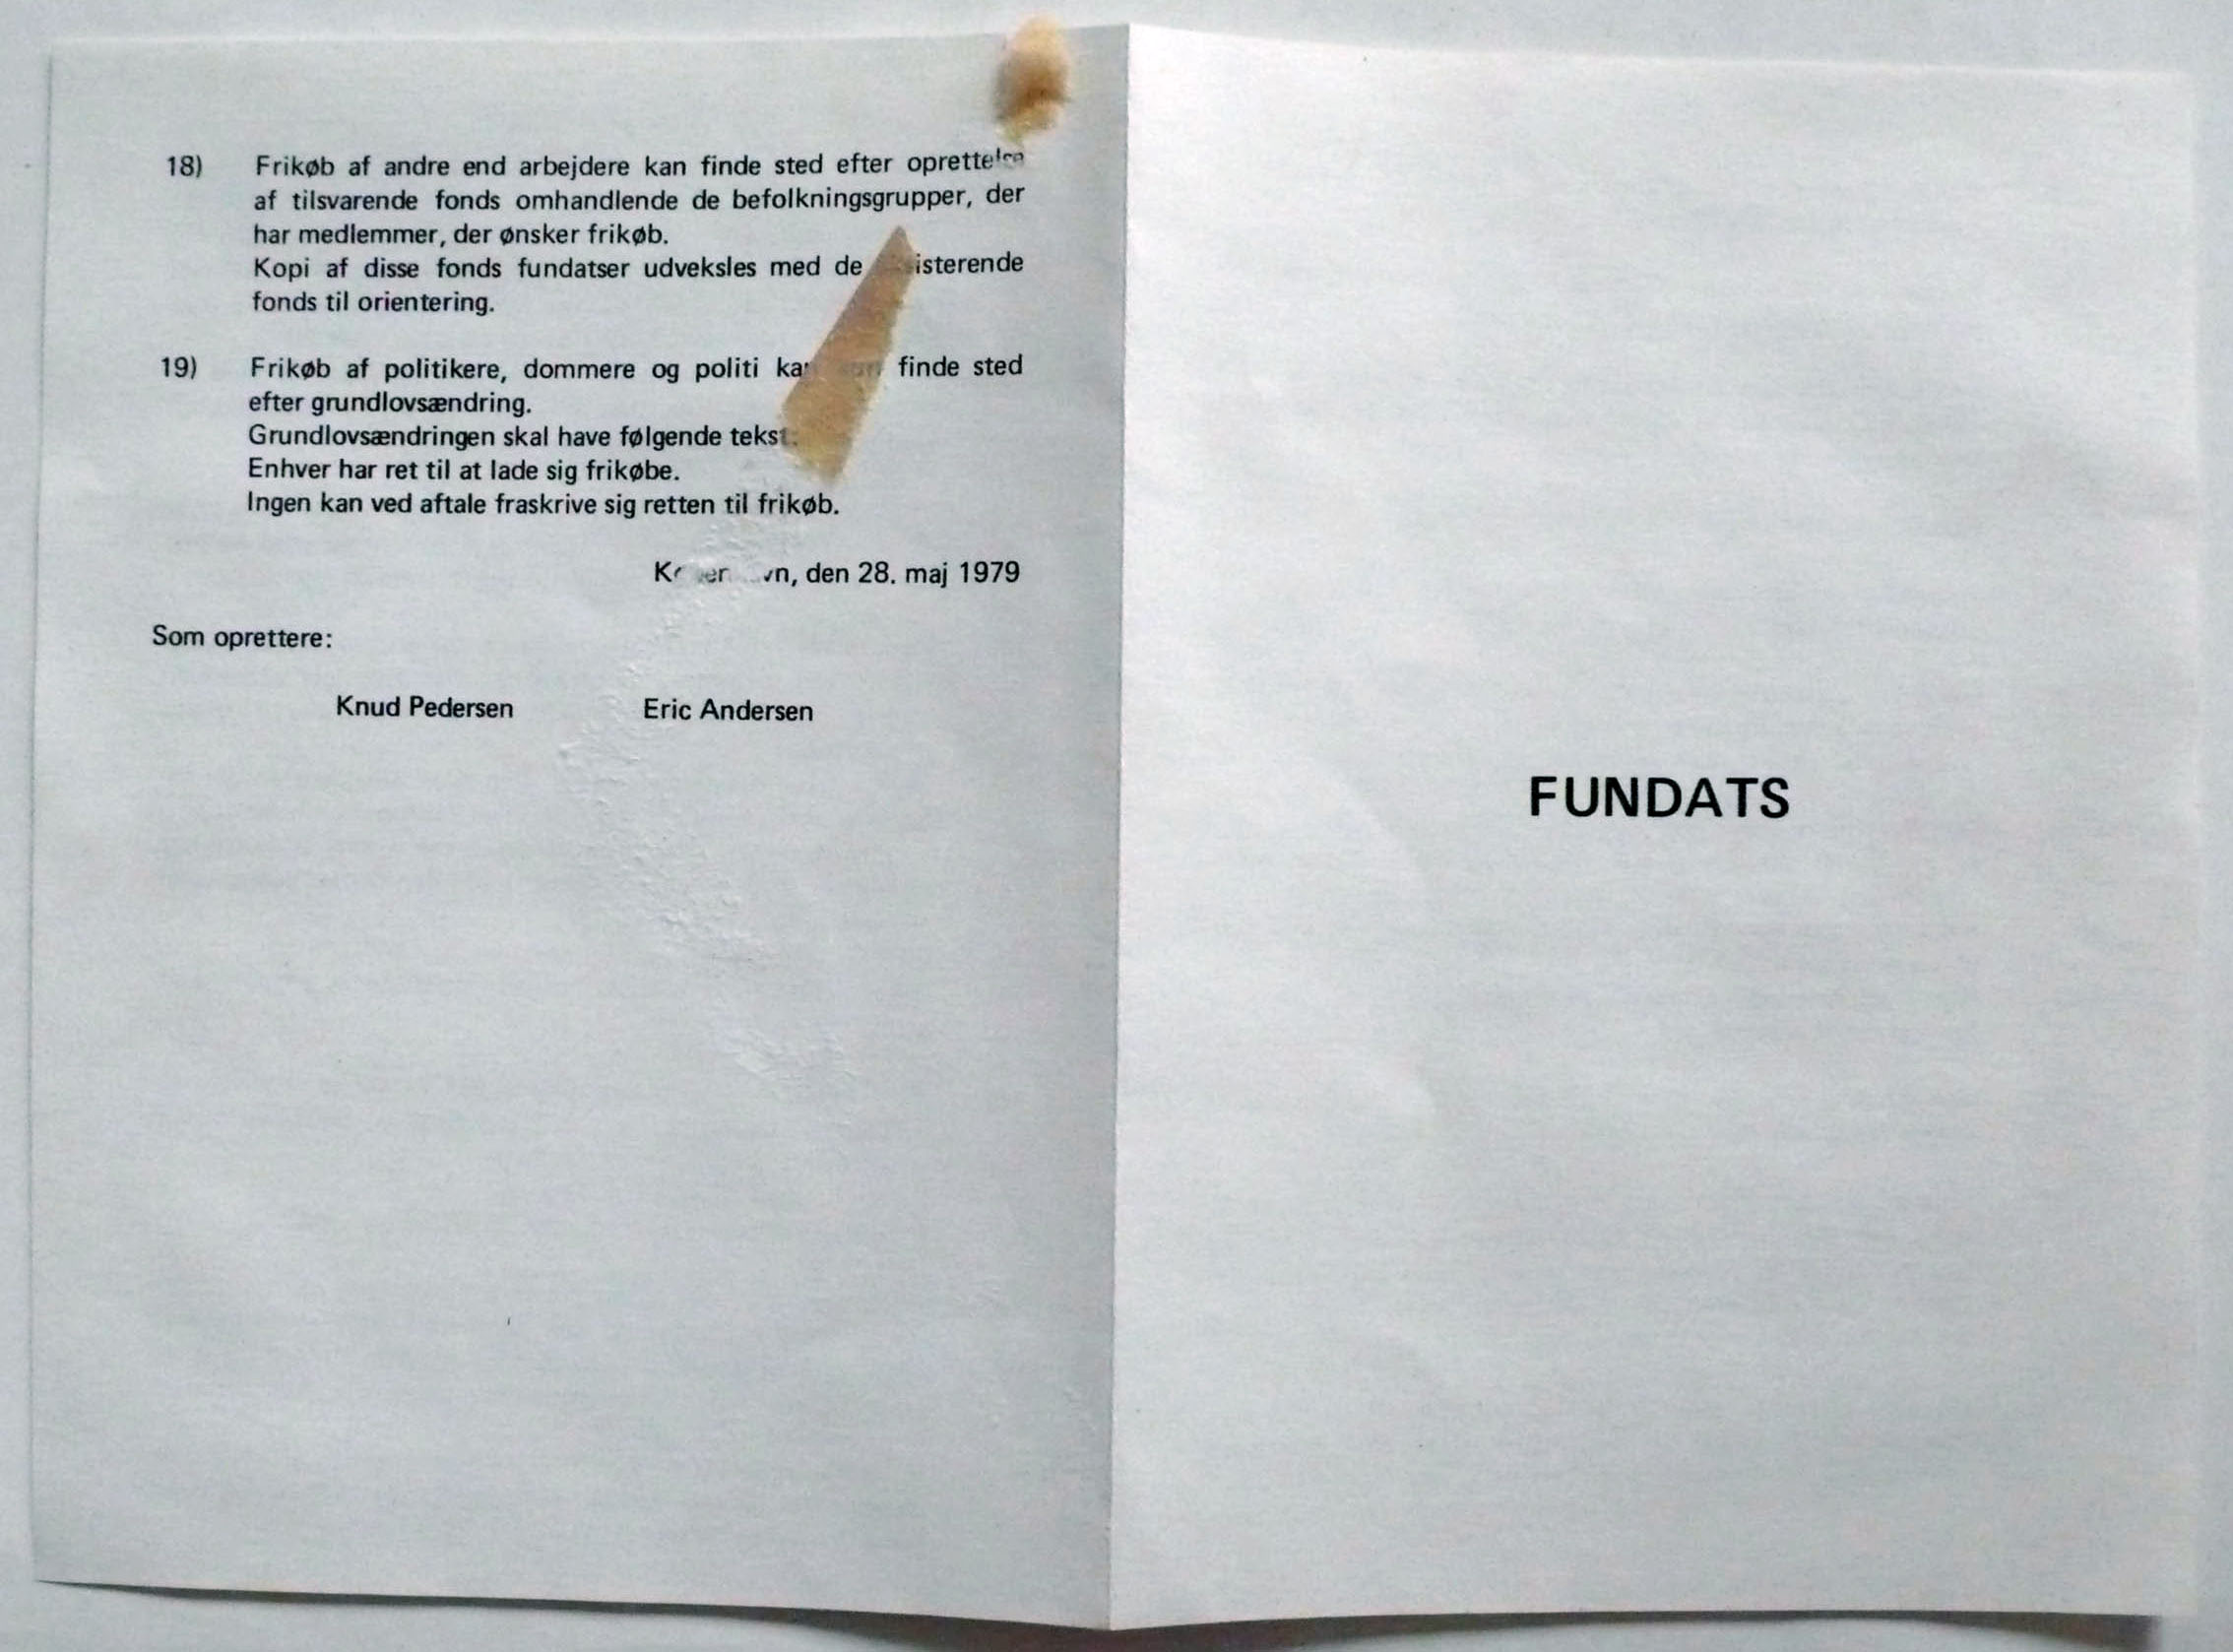 18) Frikøb af andre end arbejdere kan finde sted efter
af tilsvarende fonds omhandlende de befolkningsgrupper, der
har medlemmer, der ønsker frikøb.
Kopi af disse fonds fundatser udveksles med de
fonds til orientering.
19) Frikøb af politikere, dommere og politi finde sted
efter grundlovsændring.
Grundlovsændringen skal have følgende tekst:
Enhver har ret til at lade sig frikøbe.
Ingen kan ved aftale fraskrive sig retten til frikøb.
den 28. maj 1979
Som oprettere:
Knud Pedersen Eric Andersen
FUNDATS